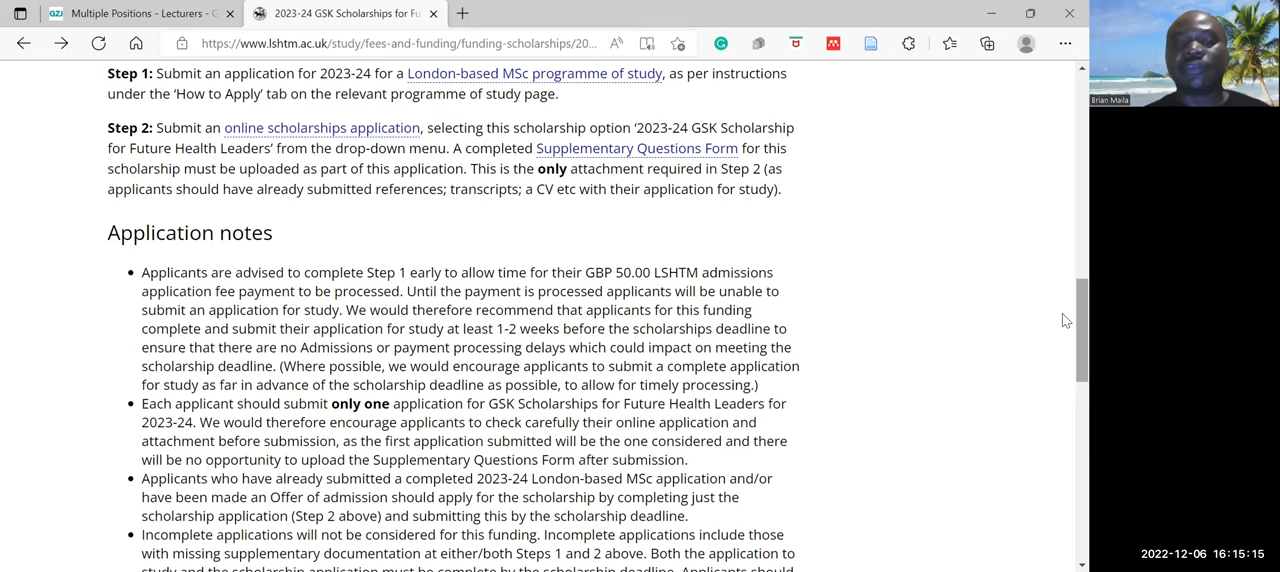 GZJ Multiple Positions - Lecturers - G
2023-24 GSK Scholarships for Fu
https://www.lshtm.ac.uk/study/fees-and-funding/funding-scholarships/20...
Brian Maila
Step 1: Submit an application for 2023-24 for a London-based MSc programme of study, as per instructions
under the ‘How to Apply’ tab on the relevant programme of study page.
Step 2: Submit an online scholarships application, selecting this scholarship option ‘2023-24 GSK Scholarship
for Future Health Leaders’ from the drop-down menu. A completed Supplementary Questions Form for this
scholarship must be uploaded as part of this application. This is the only attachment required in Step 2 (as
applicants should have already submitted references; transcripts; a CV etc with their application for study).
Application notes
• Applicants are advised to complete Step 1 early to allow time for their GBP 50.00 LSHTM admissions
application fee payment to be processed. Until the payment is processed applicants will be unable to
submit an application for study. We would therefore recommend that applicants for this funding
complete and submit their application for study at least 1-2 weeks before the scholarships deadline to
ensure that there are no Admissions or payment processing delays which could impact on meeting the
scholarship deadline. (Where possible, we would encourage applicants to submit a complete application
for study as far in advance of the scholarship deadline as possible, to allow for timely processing.)
• Each applicant should submit only one application for GSK Scholarships for Future Health Leaders for
2023-24. We would therefore encourage applicants to check carefully their online application and
attachment before submission, as the first application submitted will be the one considered and there
will be no opportunity to upload the Supplementary Questions Form after submission.
• Applicants who have already submitted a completed 2023-24 London-based MSc application and/or
have been made an Offer of admission should apply for the scholarship by completing just the
scholarship application (Step 2 above) and submitting this by the scholarship deadline.
• Incomplete applications will not be considered for this funding. Incomplete applications include those
with missing supplementary documentation at either/both Steps 1 and 2 above. Both the application to
study and the scholarship application must be complete by the scholarship deadline. Applicants should
2022-12-06 16:15:15